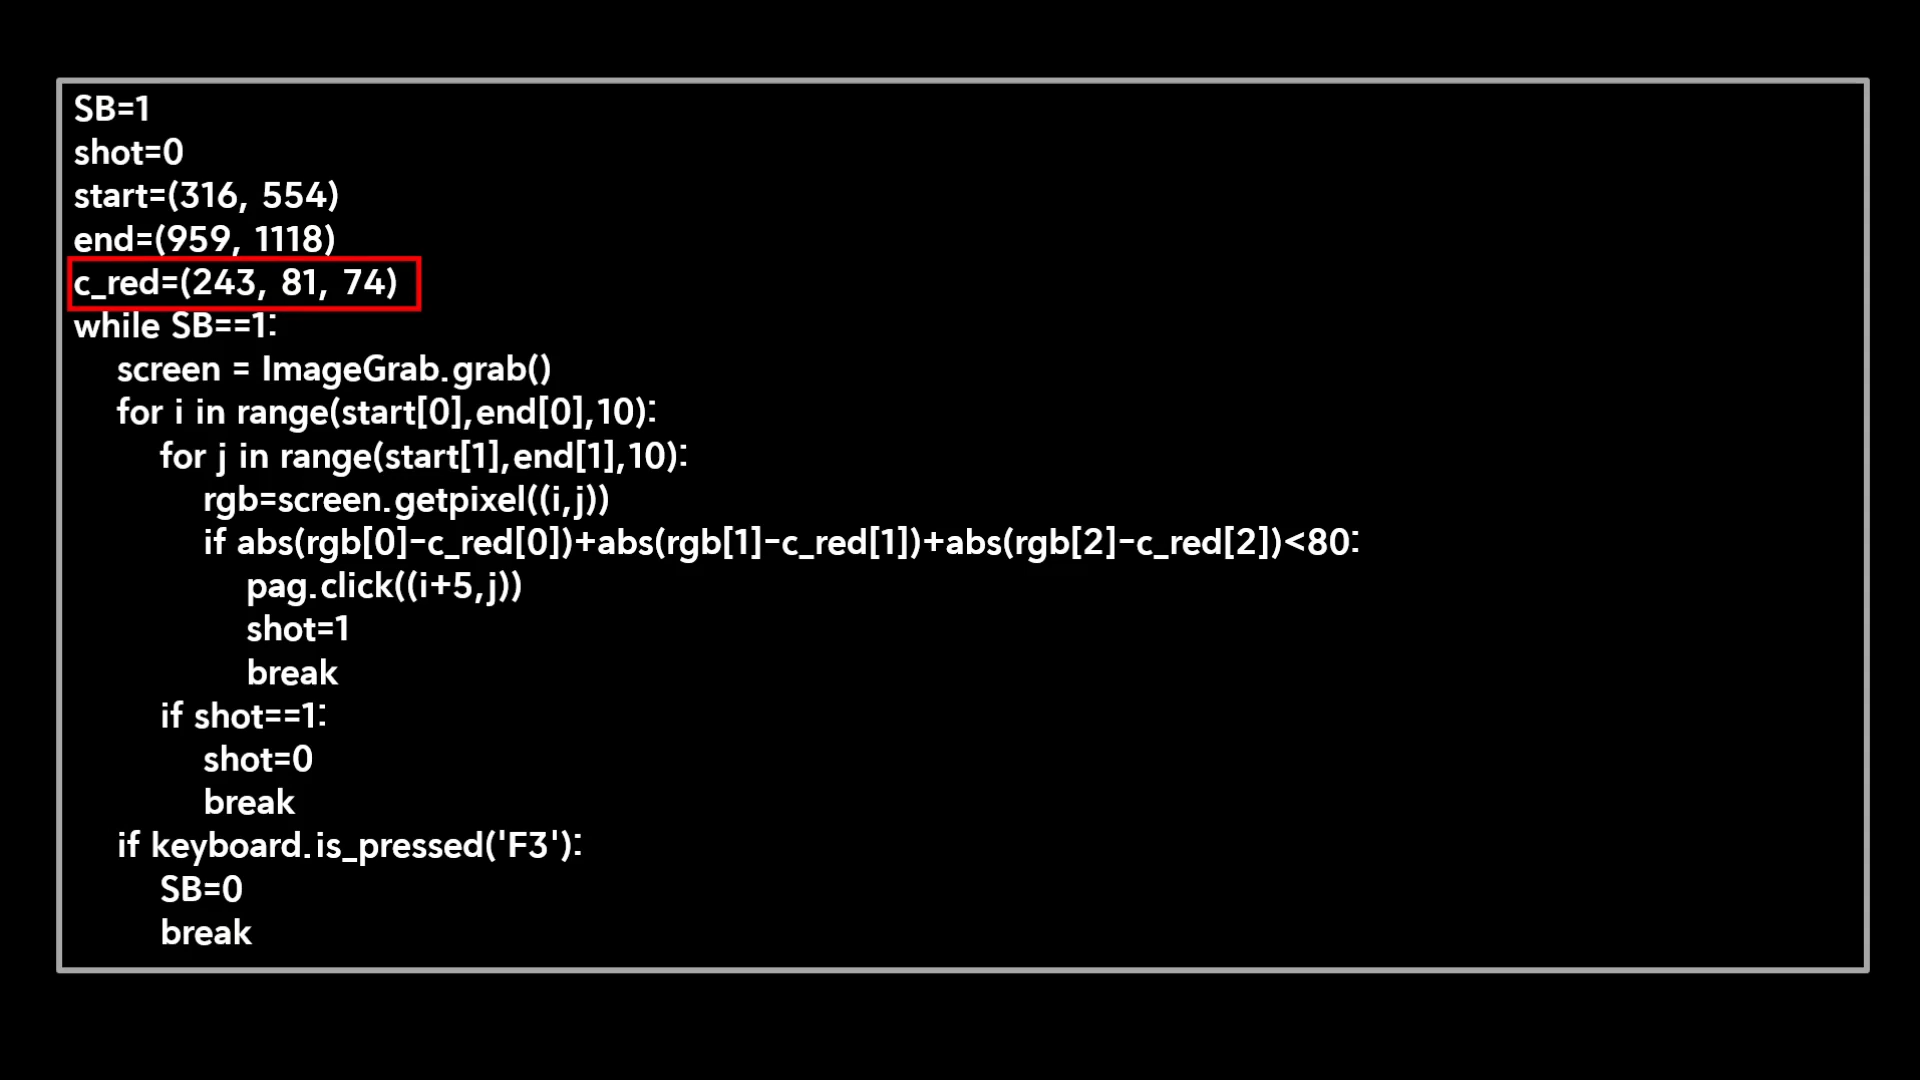 SB=1
shot=0
start=(316, 554)
end=(959, 1118)
c_red=(243, 81, 74)
while SB==1:
screen = ImageGrab.grab()
for i in range(start[0],end[0],10):
for j in range(start[1],end[1],10):
rgb=screen.getpixel((i,j))
if abs(rgb[0]-c_red[0])+abs(rgb[1]-c_red[1])+abs(rgb[2]-c_red[2])<80:
pag.click((i+5,j))
shot=1
break
if shot==1:
shot=0
break
if keyboard.is_pressed('F3'):
SB=0
break